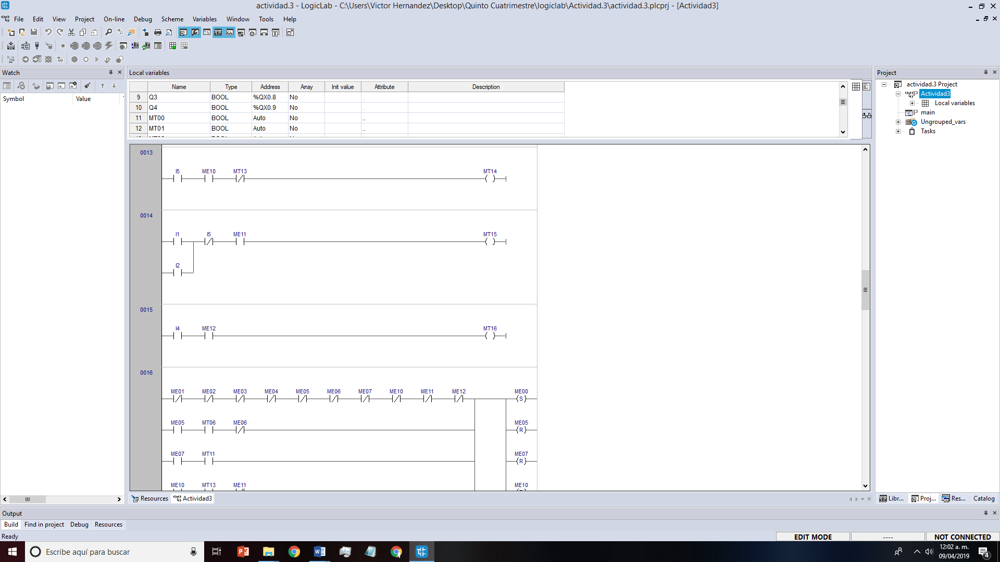 actividad.3 - LogicLab - C:\Users\Victor Hernandez\Desktop\Quinto Cuatrimestre\logiclab\Actividad.3\actividad.3.plcprj - [Actividad3]
File Edit View Project On-line Debug Scheme Variables Window Tools Help
Watch
Symbol Value
Local variables
Name Type Address Array Init value Attribute Description
9 Q3 BOOL %QX0.8 No ..
10 Q4 BOOL %QX0.9 No ..
11 MT00 BOOL Auto No ..
12 MT01 BOOL Auto No ..
0013
I5 ME10 MT13 MT14
0014
I1 I5 ME11 MT15
I2
0015
I4 ME12 MT16
0016
ME01 ME02 ME03 ME04 ME05 ME06 ME07 ME10 ME11 ME12 ME00
S
ME05 MT06 ME06 ME05
R
ME07 MT11 ME07
R
ME10 MT13 ME11 ME10
Resources Actividad3
Project
actividad.3 Project
Actividad3
Local variables
main
Ungrouped_vars
Tasks
Libr... Proj... Res... Catalog
Output
Build Find in project Debug Resources
Ready
EDIT MODE ---- NOT CONNECTED
Escribe aquí para buscar
12:02 a. m.
09/04/2019
4